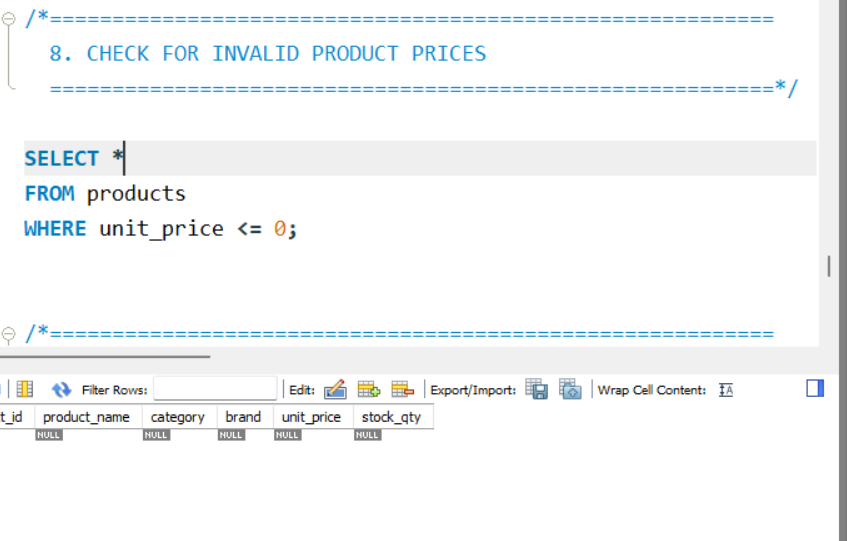 /*==========================================================
8. CHECK FOR INVALID PRODUCT PRICES
==========================================================*/
SELECT *
FROM products
WHERE unit_price <= 0;
/*==========================================================
Filter Rows: Edit: Export/Import: Wrap Cell Content:
t_id product_name category brand unit_price stock_qty
NULL NULL NULL NULL NULL